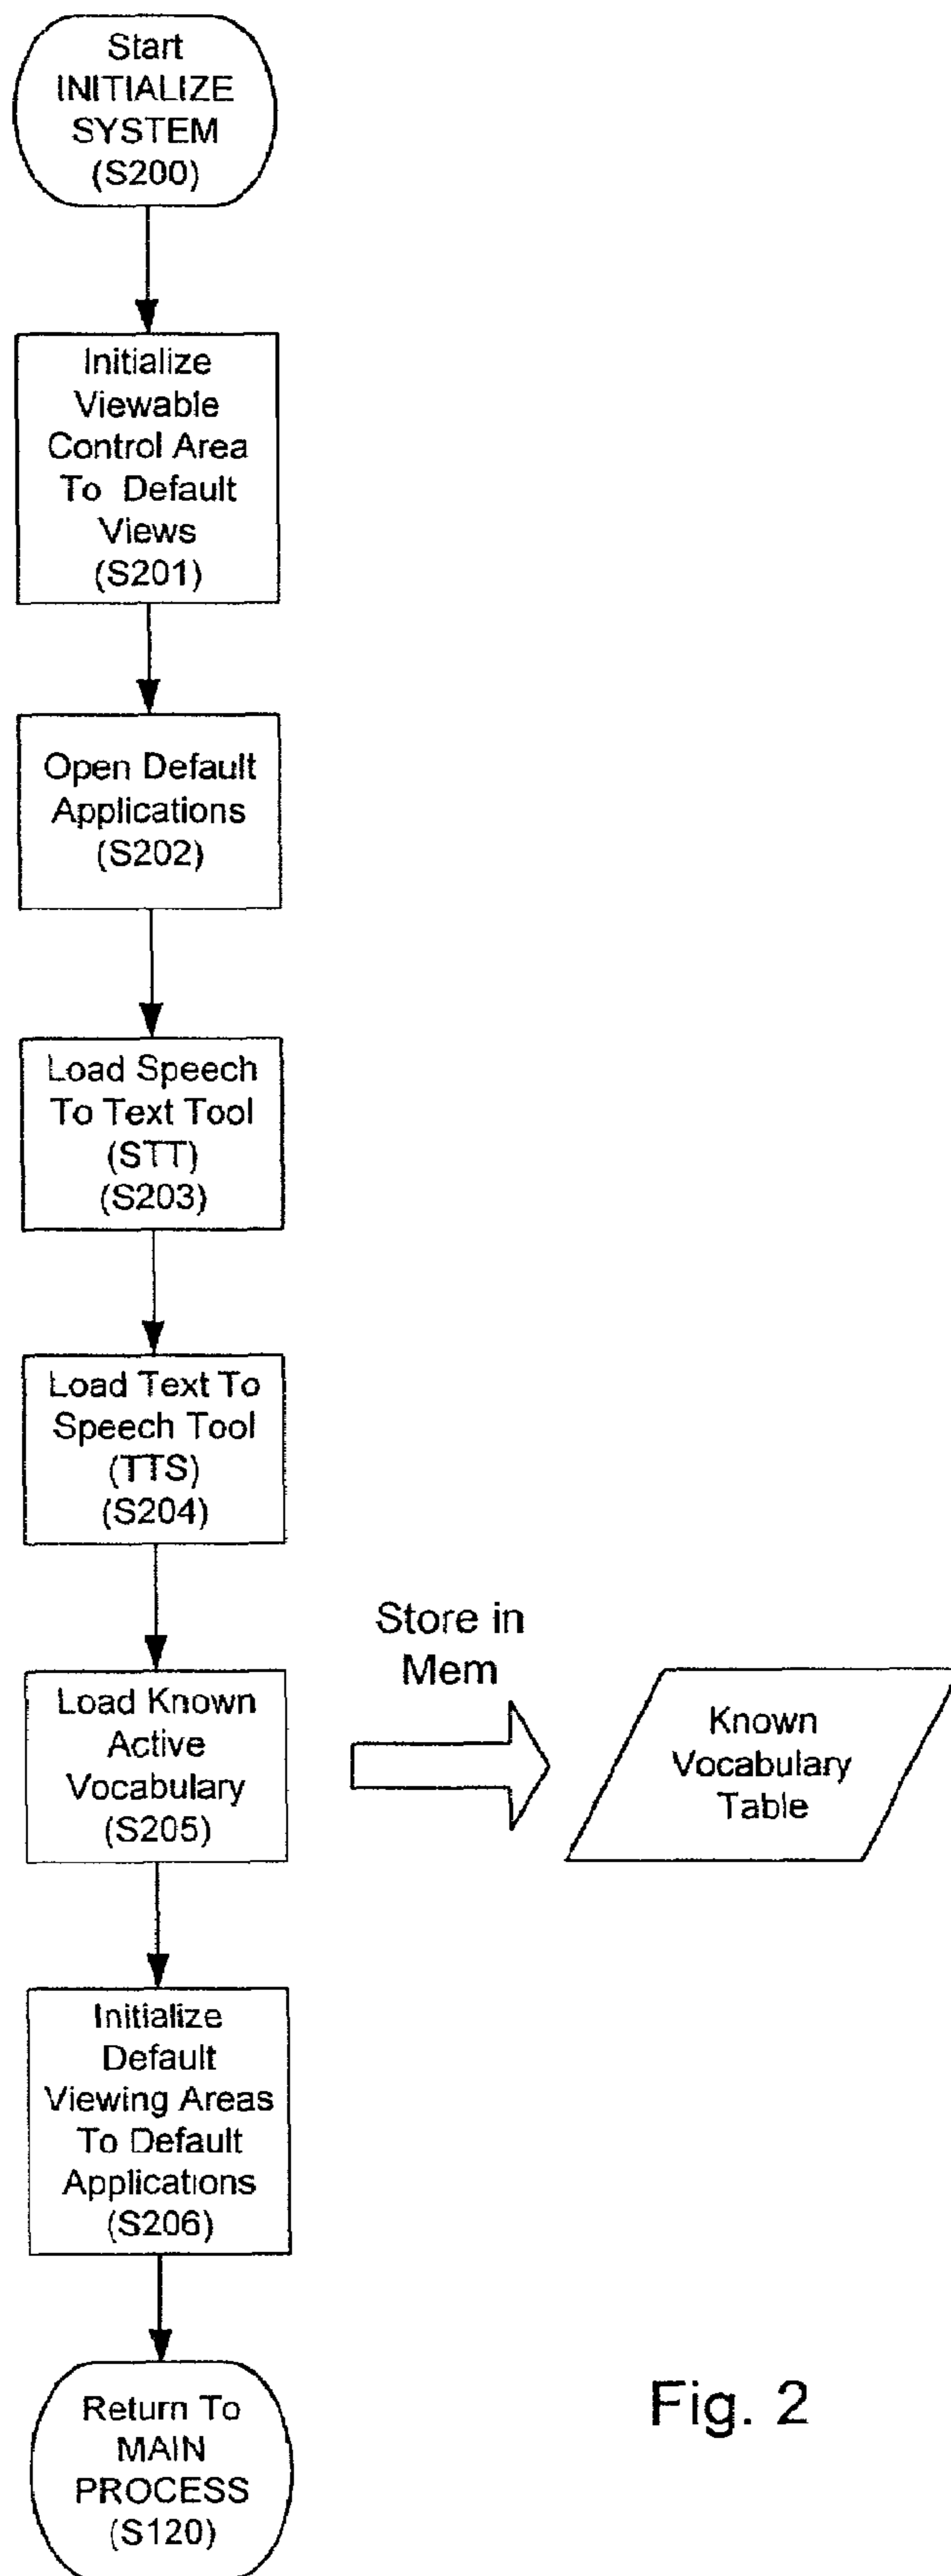 Start
INITIALIZE
SYSTEM
(S200)
Initialize
Viewable
Control Area
To Default
Views
(S201)
Open Default
Applications
(S202)
Load Speech
To Text Tool
(STT)
(S203)
Load Text To
Speech Tool
(TTS)
(S204)
Load Known
Active
Vocabulary
(S205)
Store in
Mem
Known
Vocabulary
Table
Initialize
Default
Viewing Areas
To Default
Applications
(S206)
Return To
MAIN
PROCESS
(S120)
Fig. 2